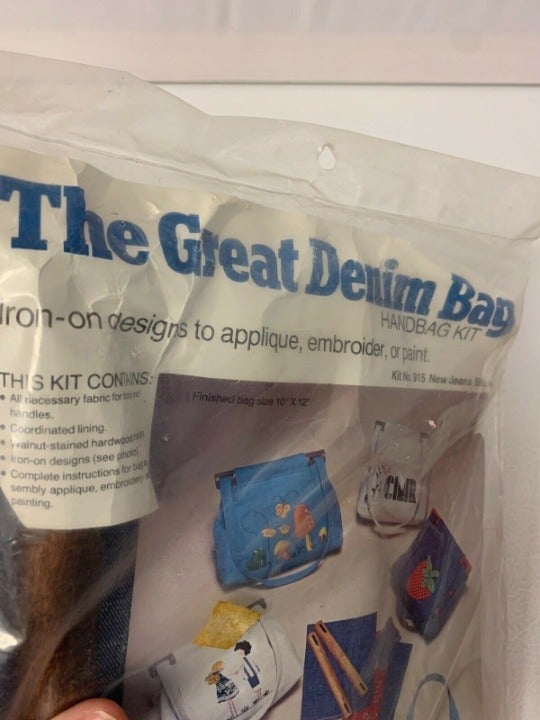 The Great Denim Bag
HANDBAG KIT
Iron-on designs to applique, embroider, or paint.
Kit No. 915 New Jeans
THIS KIT CONTAINS:
• All necessary fabric for
handles.
• Coordinated lining.
• Walnut-stained hardwood
• Iron-on designs (see photo)
• Complete instructions for bag
sembly applique, embroidery
painting.
Finished bag size 10"X12"